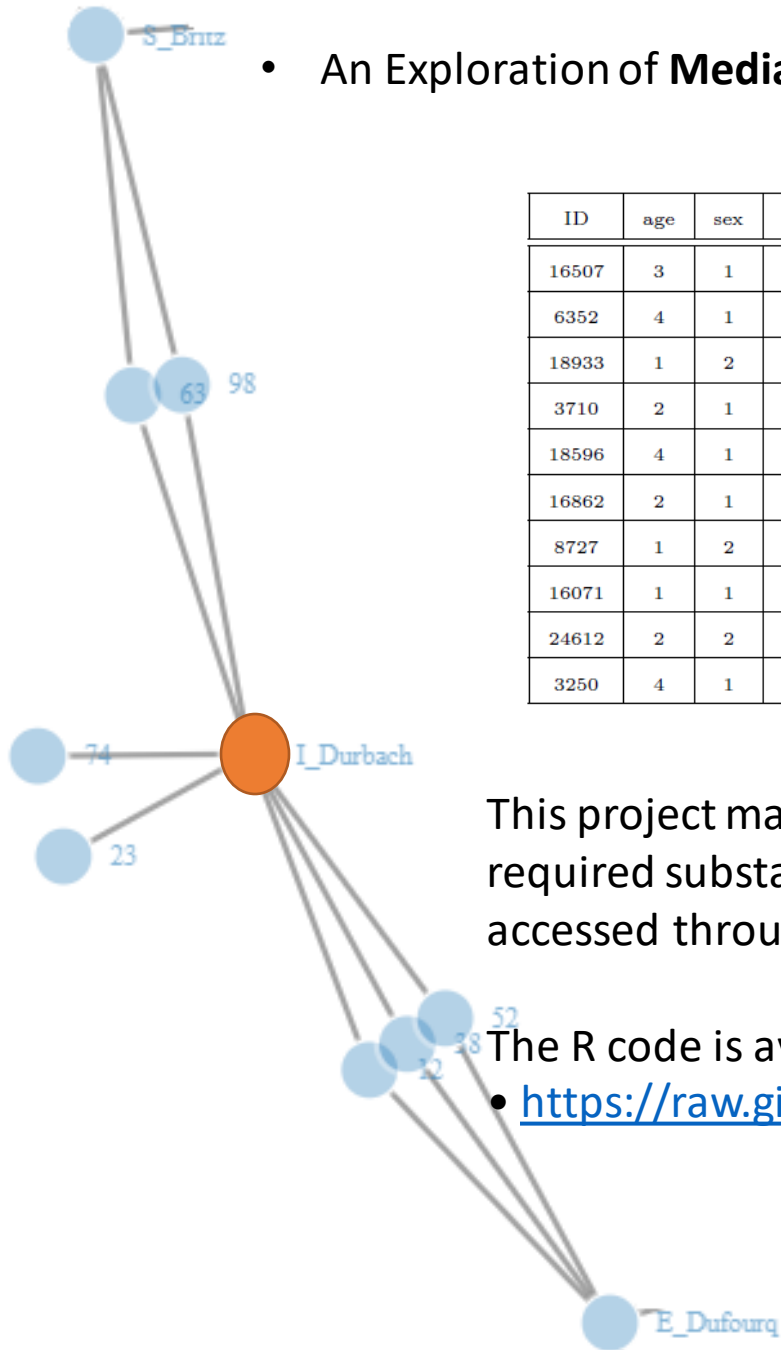 S_Britz
• An Exploration of Media
ID age sex
16507 3 1
6352 4 1
18933 1 2
3710 2 1
18596 4 1
16862 2 1
8727 1 2
16071 1 1
24612 2 2
3250 4 1
63 98
74
I_Durbach
23
This project ma
required substa
accessed throu
52
38
12
The R code is av
• https://raw.gi
E_Dufourq